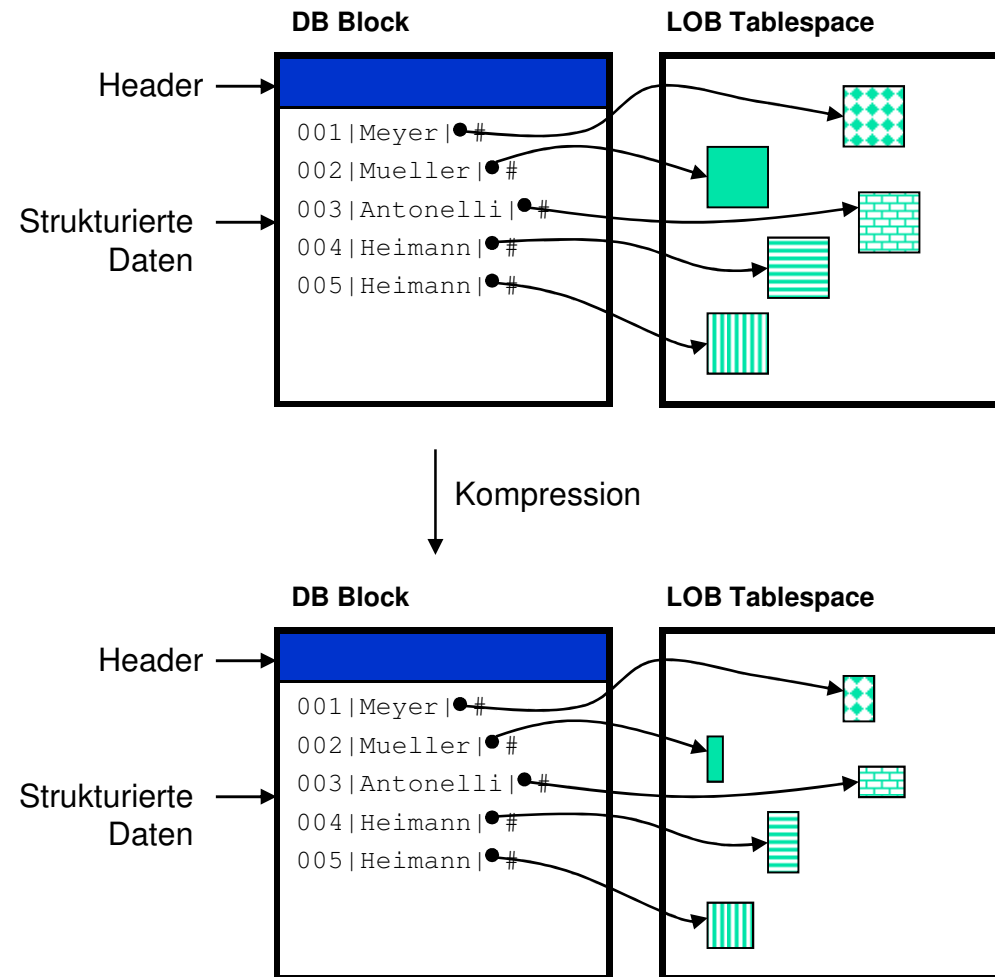 DB Block
LOB Tablespace
Header
001|Meyer| #
002|Mueller| #
003|Antonelli| #
004|Heimann| #
005|Heimann| #
Strukturierte
Daten
Kompression
DB Block
LOB Tablespace
Header
001|Meyer| #
002|Mueller| #
003|Antonelli| #
004|Heimann| #
005|Heimann| #
Strukturierte
Daten